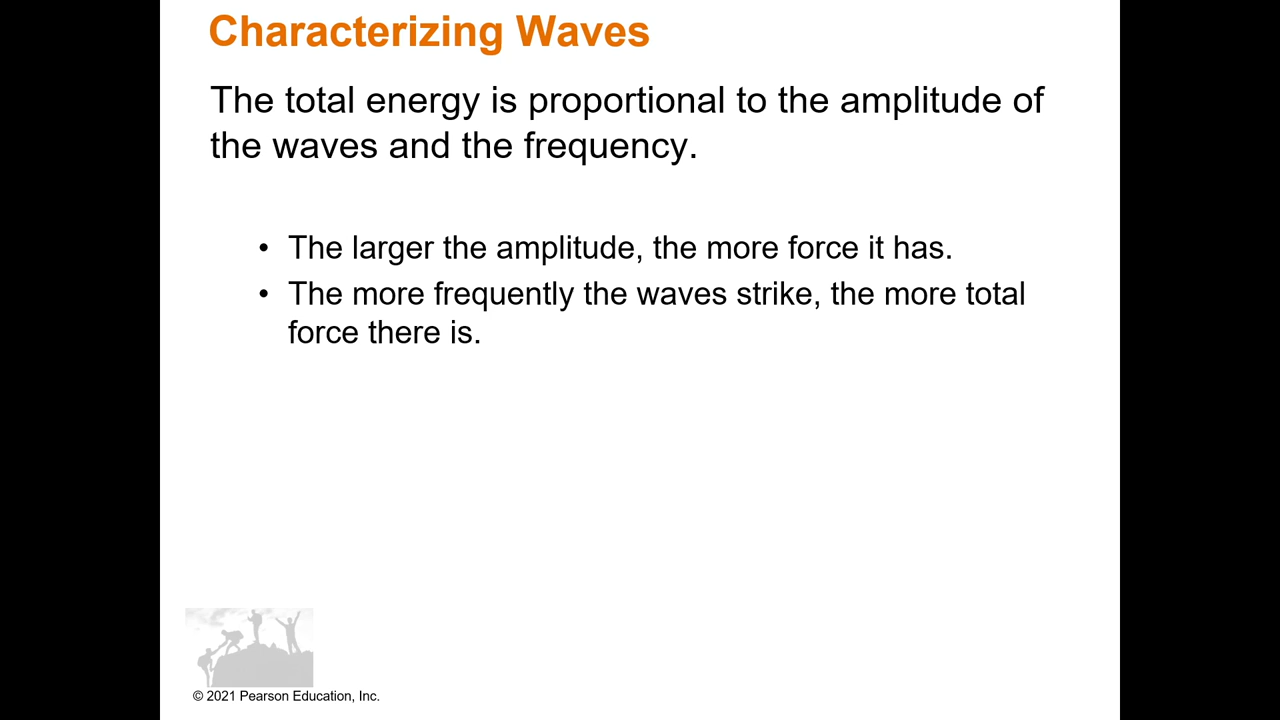 Characterizing Waves
The total energy is proportional to the amplitude of
the waves and the frequency.
• The larger the amplitude, the more force it has.
• The more frequently the waves strike, the more total
force there is.
© 2021 Pearson Education, Inc.